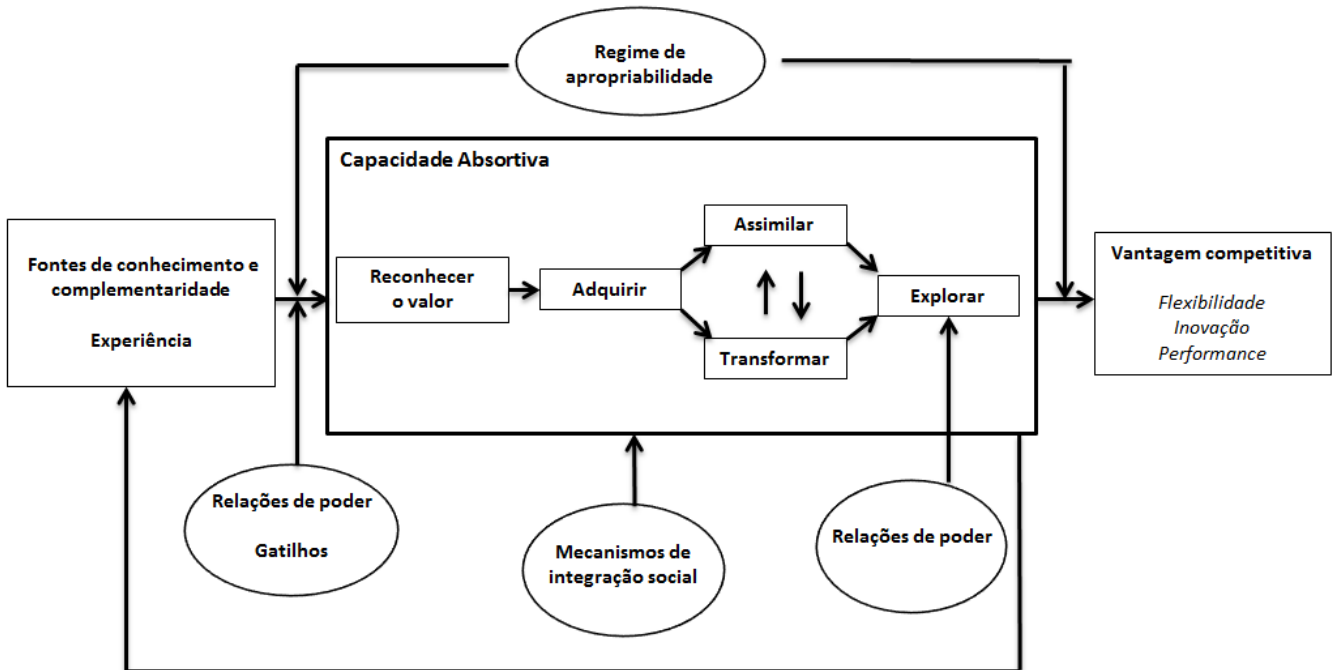 Regime de
apropriabilidade
Capacidade Absortiva
Fontes de conhecimento e
complementaridade
Experiência
Reconhecer
o valor
Adquirir
Assimilar
Transformar
Explorar
Vantagem competitiva
Flexibilidade
Inovação
Performance
Relações de poder
Gatilhos
Mecanismos de
integração social
Relações de poder